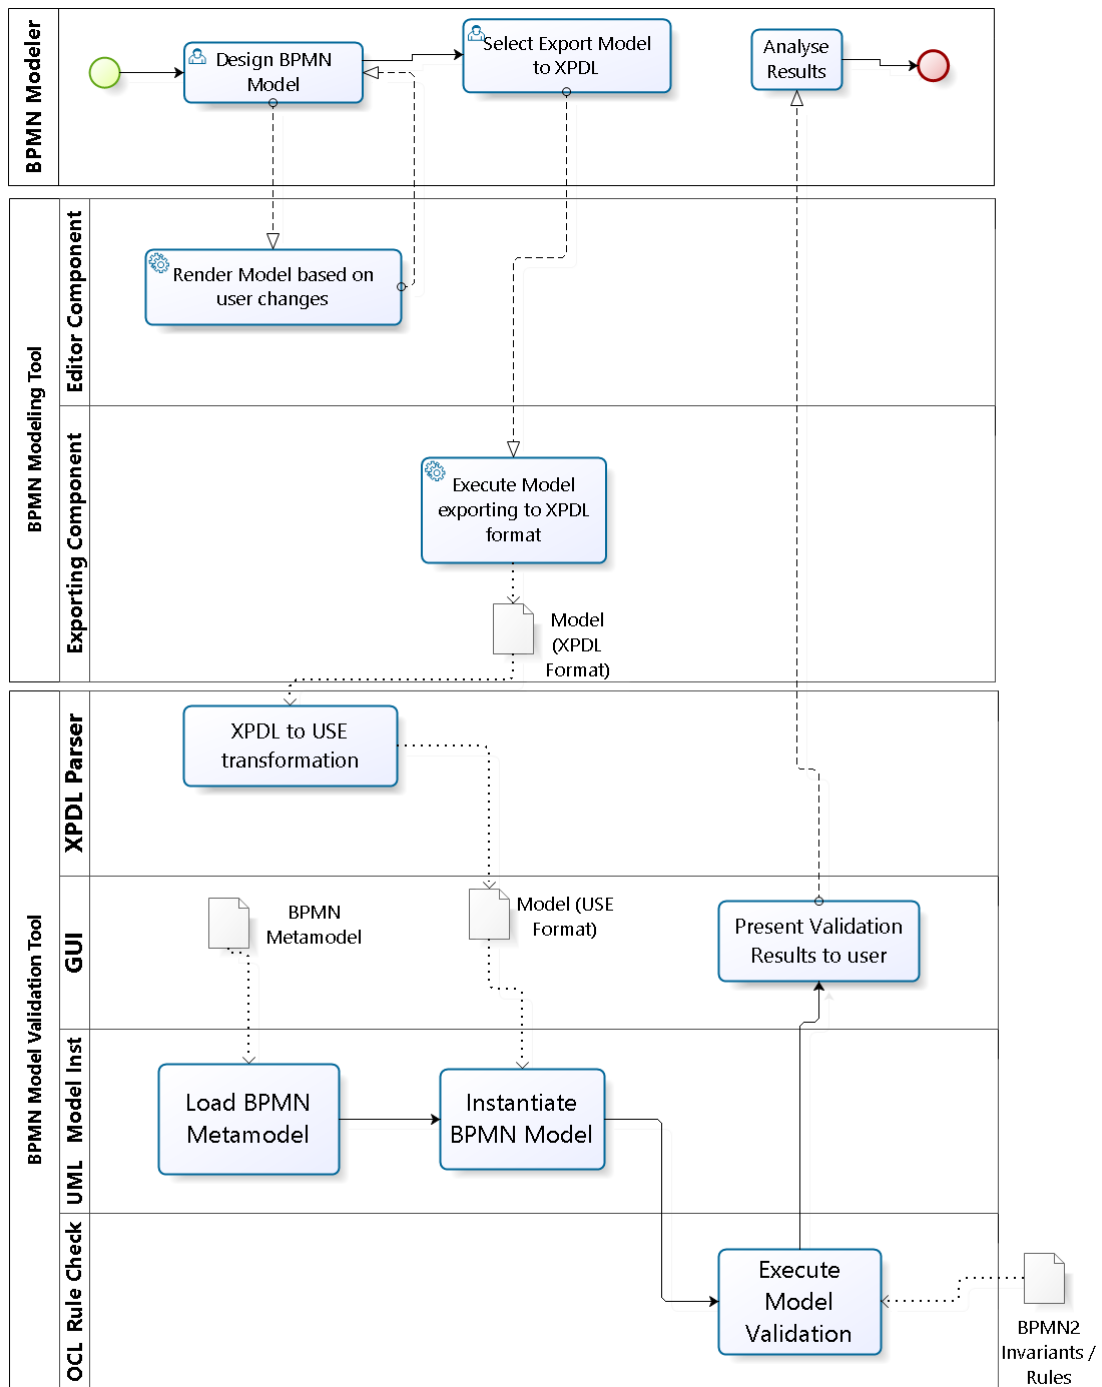 BPMN Modeler
Design BPMN
Model
Select Export Model
to XPDL
Analyse
Results
BPMN Modeling Tool
Editor Component
Render Model based on
user changes
Exporting Component
Execute Model
exporting to XPDL
format
Model
(XPDL
Format)
BPMN Model Validation Tool
XPDL Parser
XPDL to USE
transformation
GUI
BPMN
Metamodel
Model (USE
Format)
Present Validation
Results to user
UML Model Inst
Load BPMN
Metamodel
Instantiate
BPMN Model
OCL Rule Check
Execute
Model
Validation
BPMN2
Invariants /
Rules